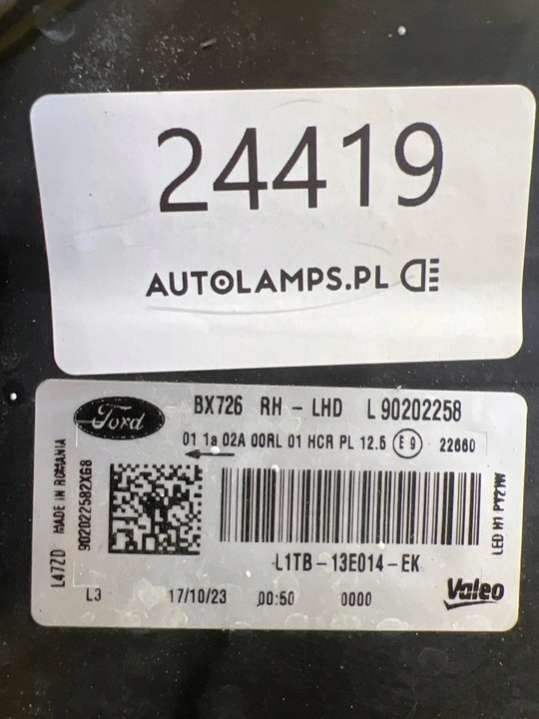 24419
AUTOLAMPS.PL
Ford
BX726 RH - LHD L 90202258
01 1a 02A 00RL 01 HCR PL 12.5 E9 22660
L47ZD MADE IN ROMANIA
902022582X68
LED H1 PY21W
L1TB - 13E014 - EK
L3 17/10/23 00:50 0000
Valeo